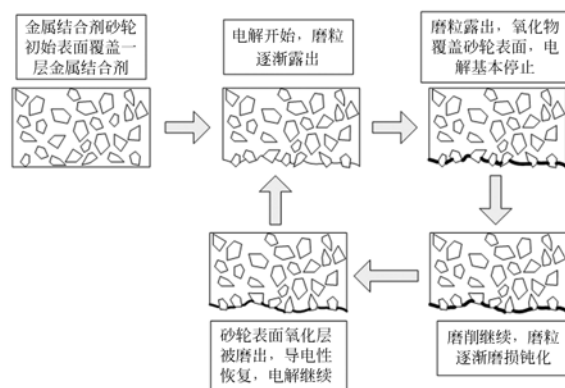 金属结合剂砂轮
初始表面覆盖一
层金属结合剂
电解开始，磨粒
逐渐露出
磨粒露出，氧化物
覆盖砂轮表面，电
解基本停止
砂轮表面氧化层
被磨出，导电性
恢复，电解继续
磨削继续，磨粒
逐渐磨损钝化